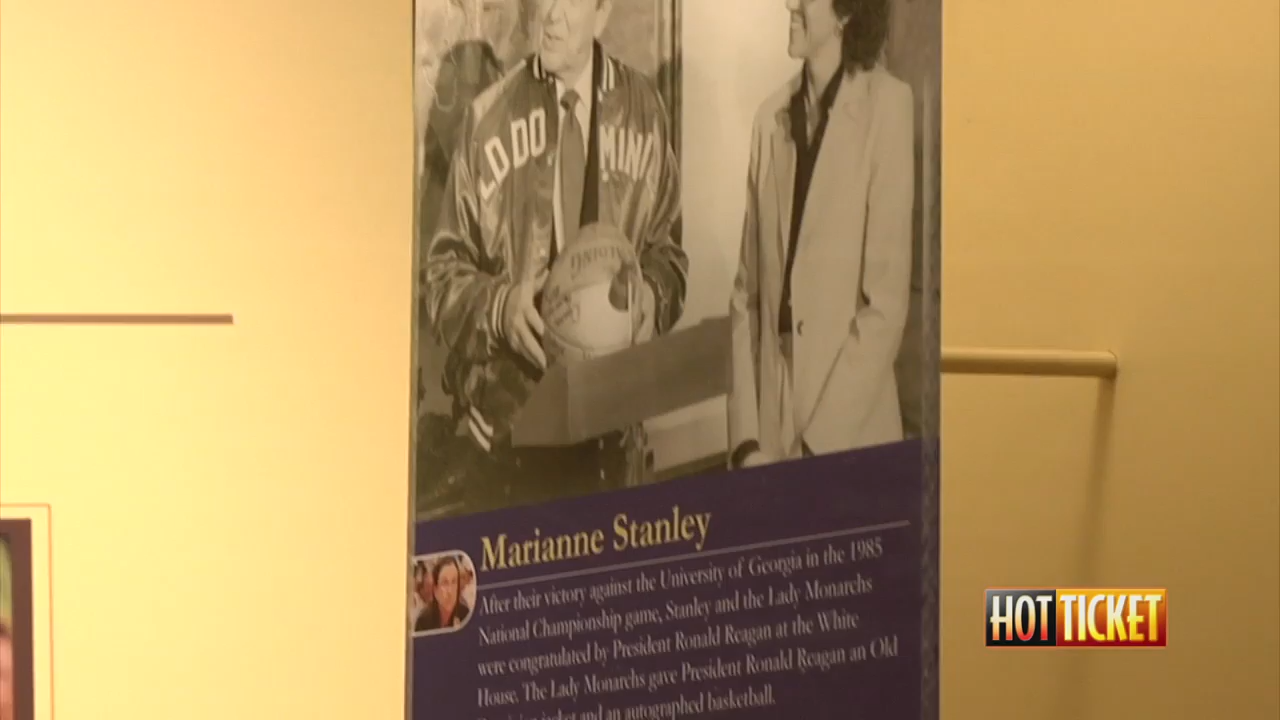 LD DO MINI
Marianne Stanley
After their victory against the University of Georgia in the 1985
National Championship game, Stanley and the Lady Monarchs
were congratulated by President Ronald Reagan at the White
House. The Lady Monarchs gave President Ronald Reagan an Old
jacket and an autographed basketball.
HOT TICKET